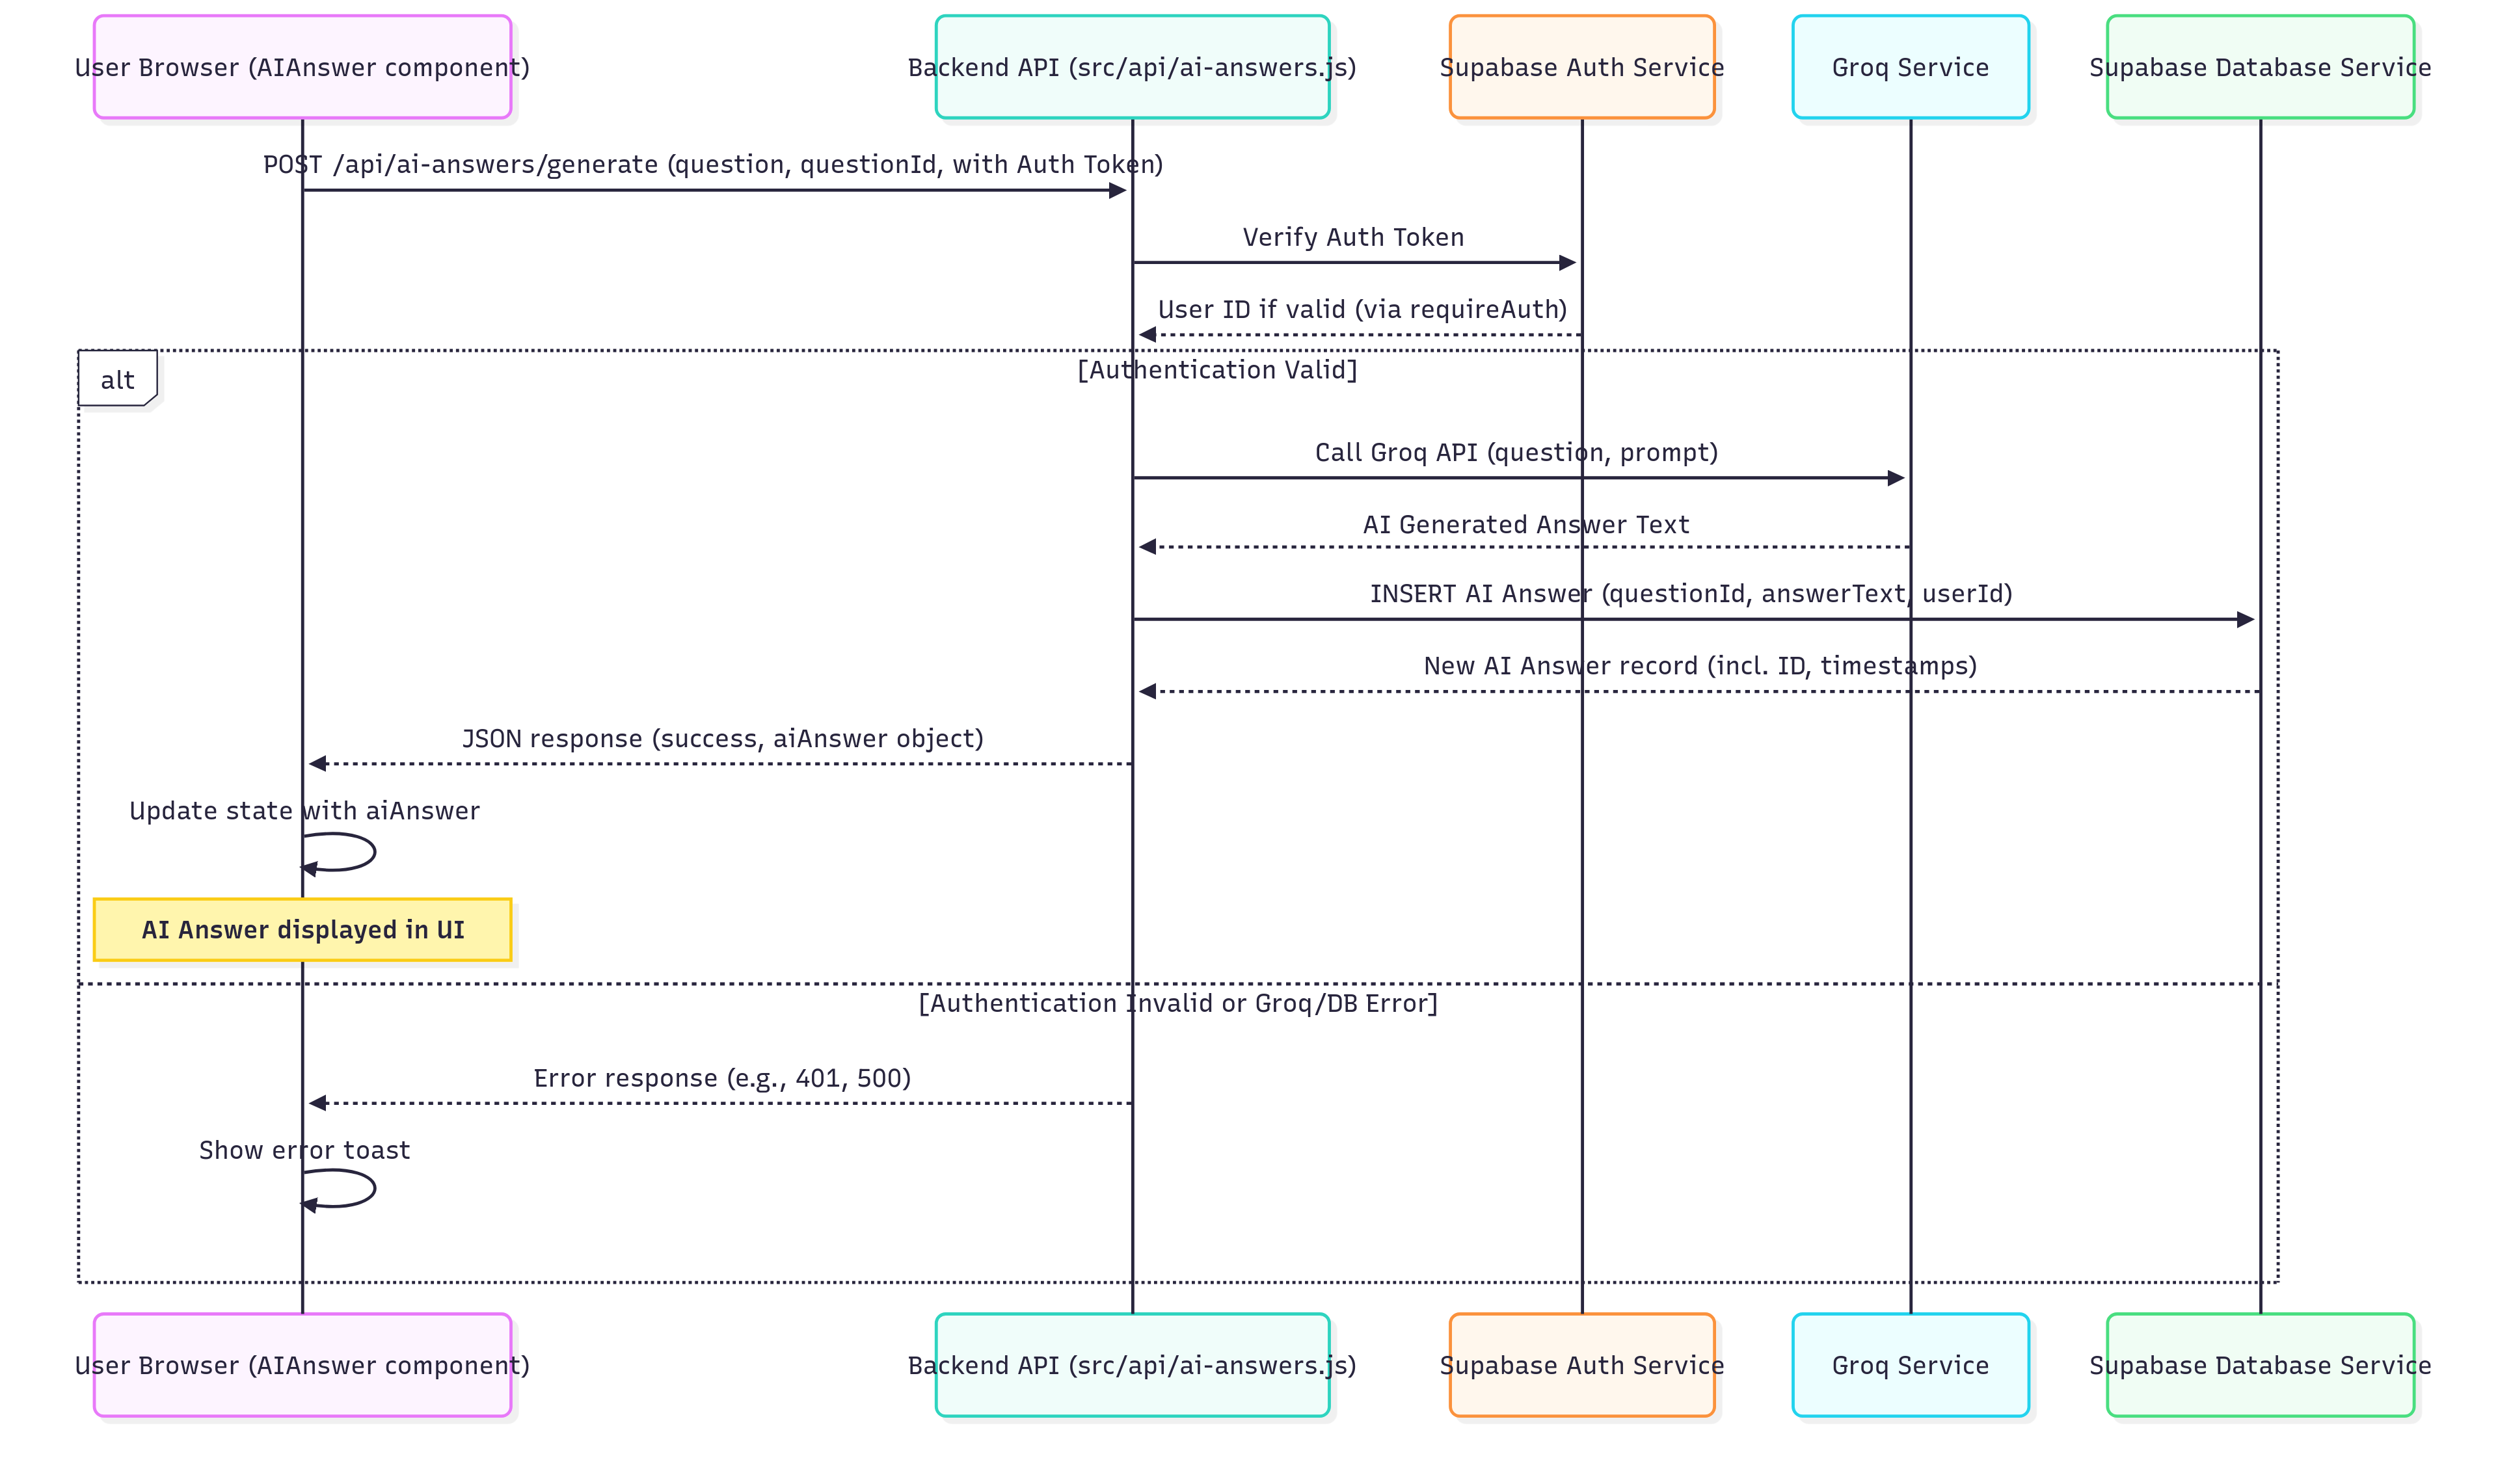 User Browser (AIAnswer component)
Backend API (src/api/ai-answers.js)
Supabase Auth Service
Groq Service
Supabase Database Service
POST /api/ai-answers/generate (question, questionId, with Auth Token)
Verify Auth Token
User ID if valid (via requireAuth)
alt
[Authentication Valid]
Call Groq API (question, prompt)
AI Generated Answer Text
INSERT AI Answer (questionId, answerText, userId)
New AI Answer record (incl. ID, timestamps)
JSON response (success, aiAnswer object)
Update state with aiAnswer
AI Answer displayed in UI
[Authentication Invalid or Groq/DB Error]
Error response (e.g., 401, 500)
Show error toast
User Browser (AIAnswer component)
Backend API (src/api/ai-answers.js)
Supabase Auth Service
Groq Service
Supabase Database Service